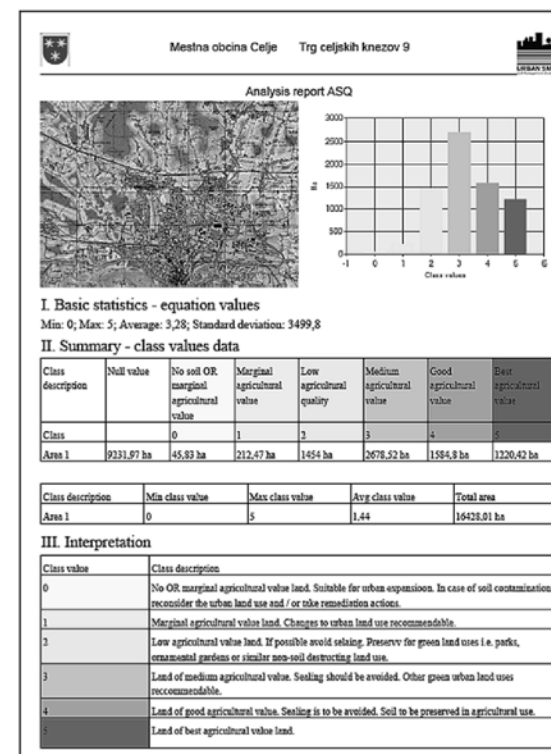 Mestna obcina Celje Trg celjskih knezov 9
URBAN SM
Analysis report ASQ
3000
2500
2000
1500
1000
500
0
Ha
-1 0 1 2 3 4 5 6
Class values
I. Basic statistics - equation values
Min: 0; Max: 5; Average: 3,28; Standard deviation: 3499,8
II. Summary - class values data
Class description Null value No soil OR marginal agricultural value Marginal agricultural value Low agricultural quality Medium agricultural value Good agricultural value Best agricultural value
Class 0 1 2 3 4 5
Area 1 9231,97 ha 45,83 ha 212,47 ha 1454 ha 2678,52 ha 1584,8 ha 1220,42 ha
Class description Min class value Max class value Avg class value Total area
Area 1 0 5 1,44 16428,01 ha
III. Interpretation
Class value Class description
0 No OR marginal agricultural value land. Suitable for urban expansioon. In case of soil contamination
reconsider the urban land use and / or take remediation actions.
1 Marginal agricultural value land. Changes to urban land use recommendable.
2 Low agricultural value land. If possible avoid selaing. Preservv for green land uses i.e. parks,
ornamental gardens or similar non-soil destructing land use.
3 Land of medium agricultural value. Sealing should be avoided. Other green urban land uses
reccommendable.
4 Land of good agricultural value. Sealing is to be avoided. Soil to be preserved in agricultural use.
5 Land of best agricultural value land.